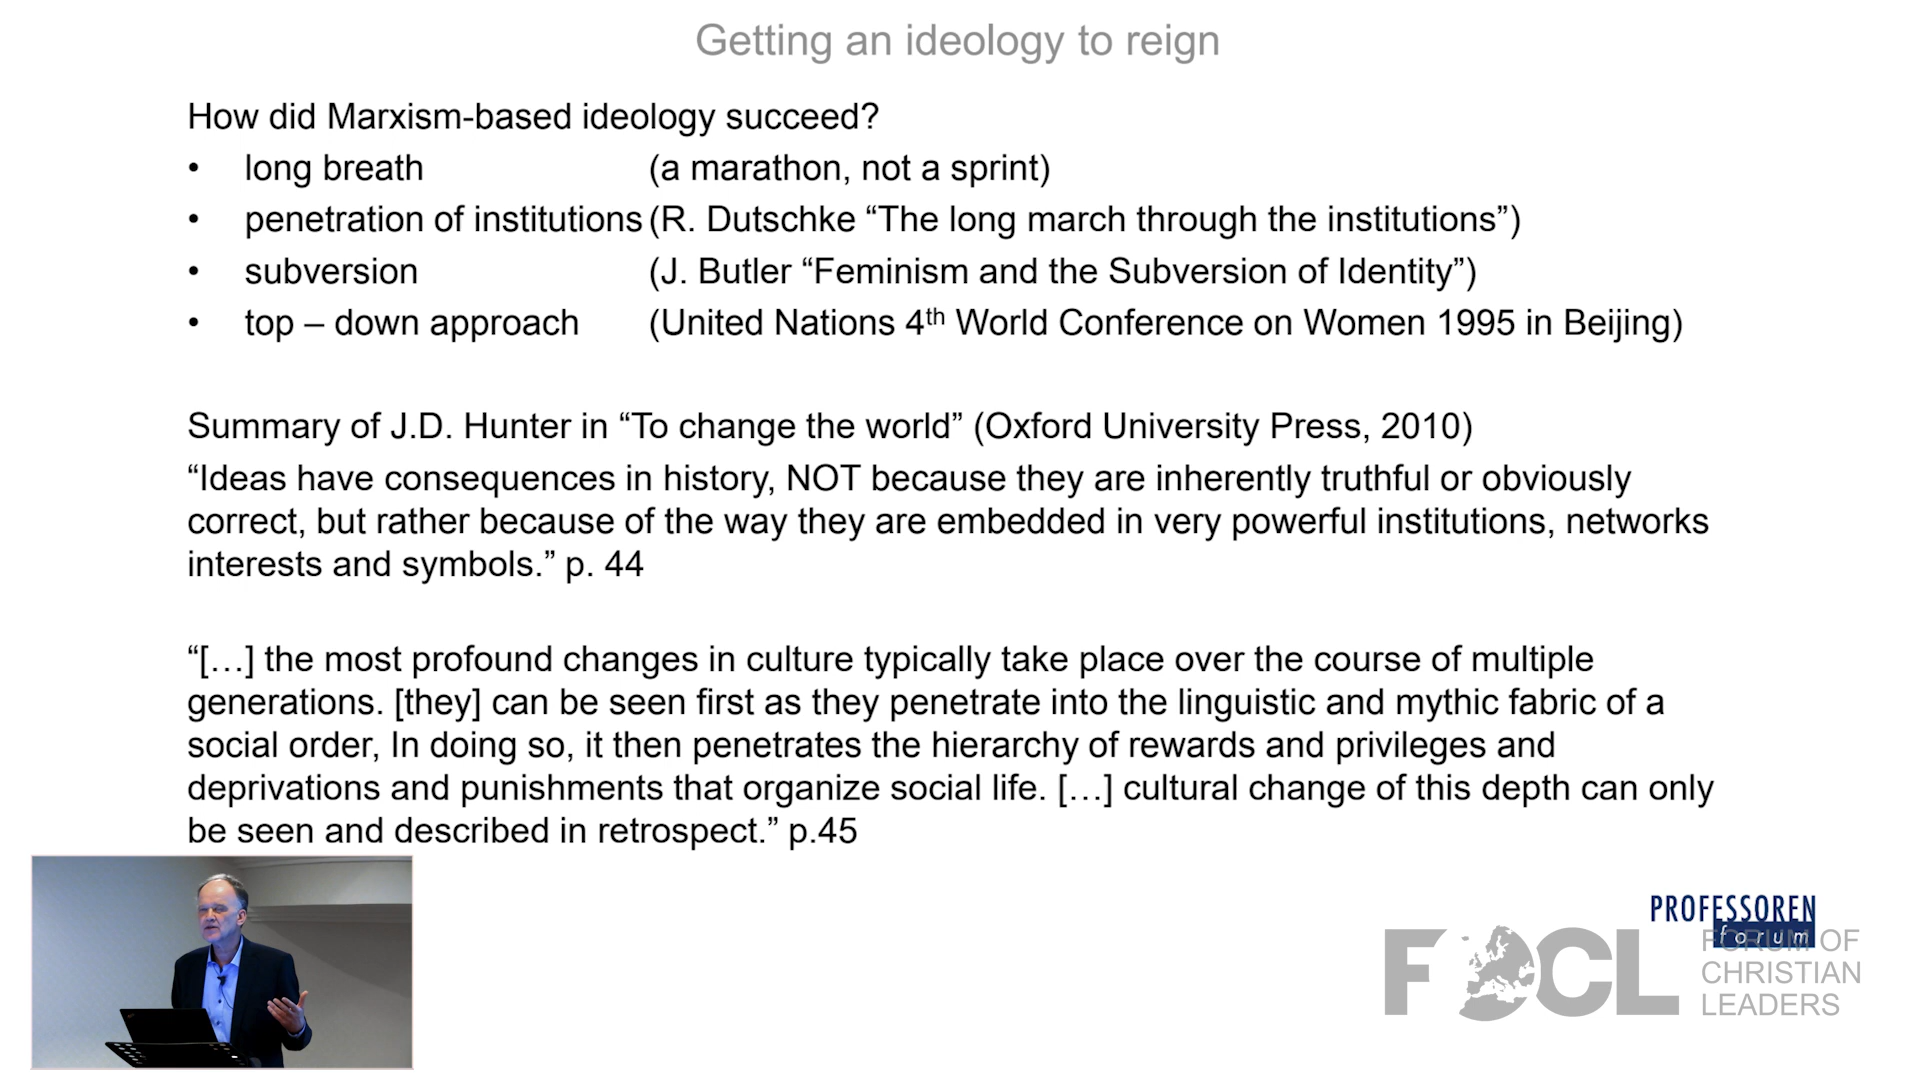 Getting an ideology to reign
How did Marxism-based ideology succeed?
• long breath (a marathon, not a sprint)
• penetration of institutions (R. Dutschke “The long march through the institutions”)
• subversion (J. Butler “Feminism and the Subversion of Identity”)
• top – down approach (United Nations 4th World Conference on Women 1995 in Beijing)
Summary of J.D. Hunter in “To change the world” (Oxford University Press, 2010)
“Ideas have consequences in history, NOT because they are inherently truthful or obviously
correct, but rather because of the way they are embedded in very powerful institutions, networks
interests and symbols.” p. 44
“[…] the most profound changes in culture typically take place over the course of multiple
generations. [they] can be seen first as they penetrate into the linguistic and mythic fabric of a
social order, In doing so, it then penetrates the hierarchy of rewards and privileges and
deprivations and punishments that organize social life. […] cultural change of this depth can only
be seen and described in retrospect.” p.45
PROFESSOREN
forum
FOCL
FORUM OF
CHRISTIAN
LEADERS